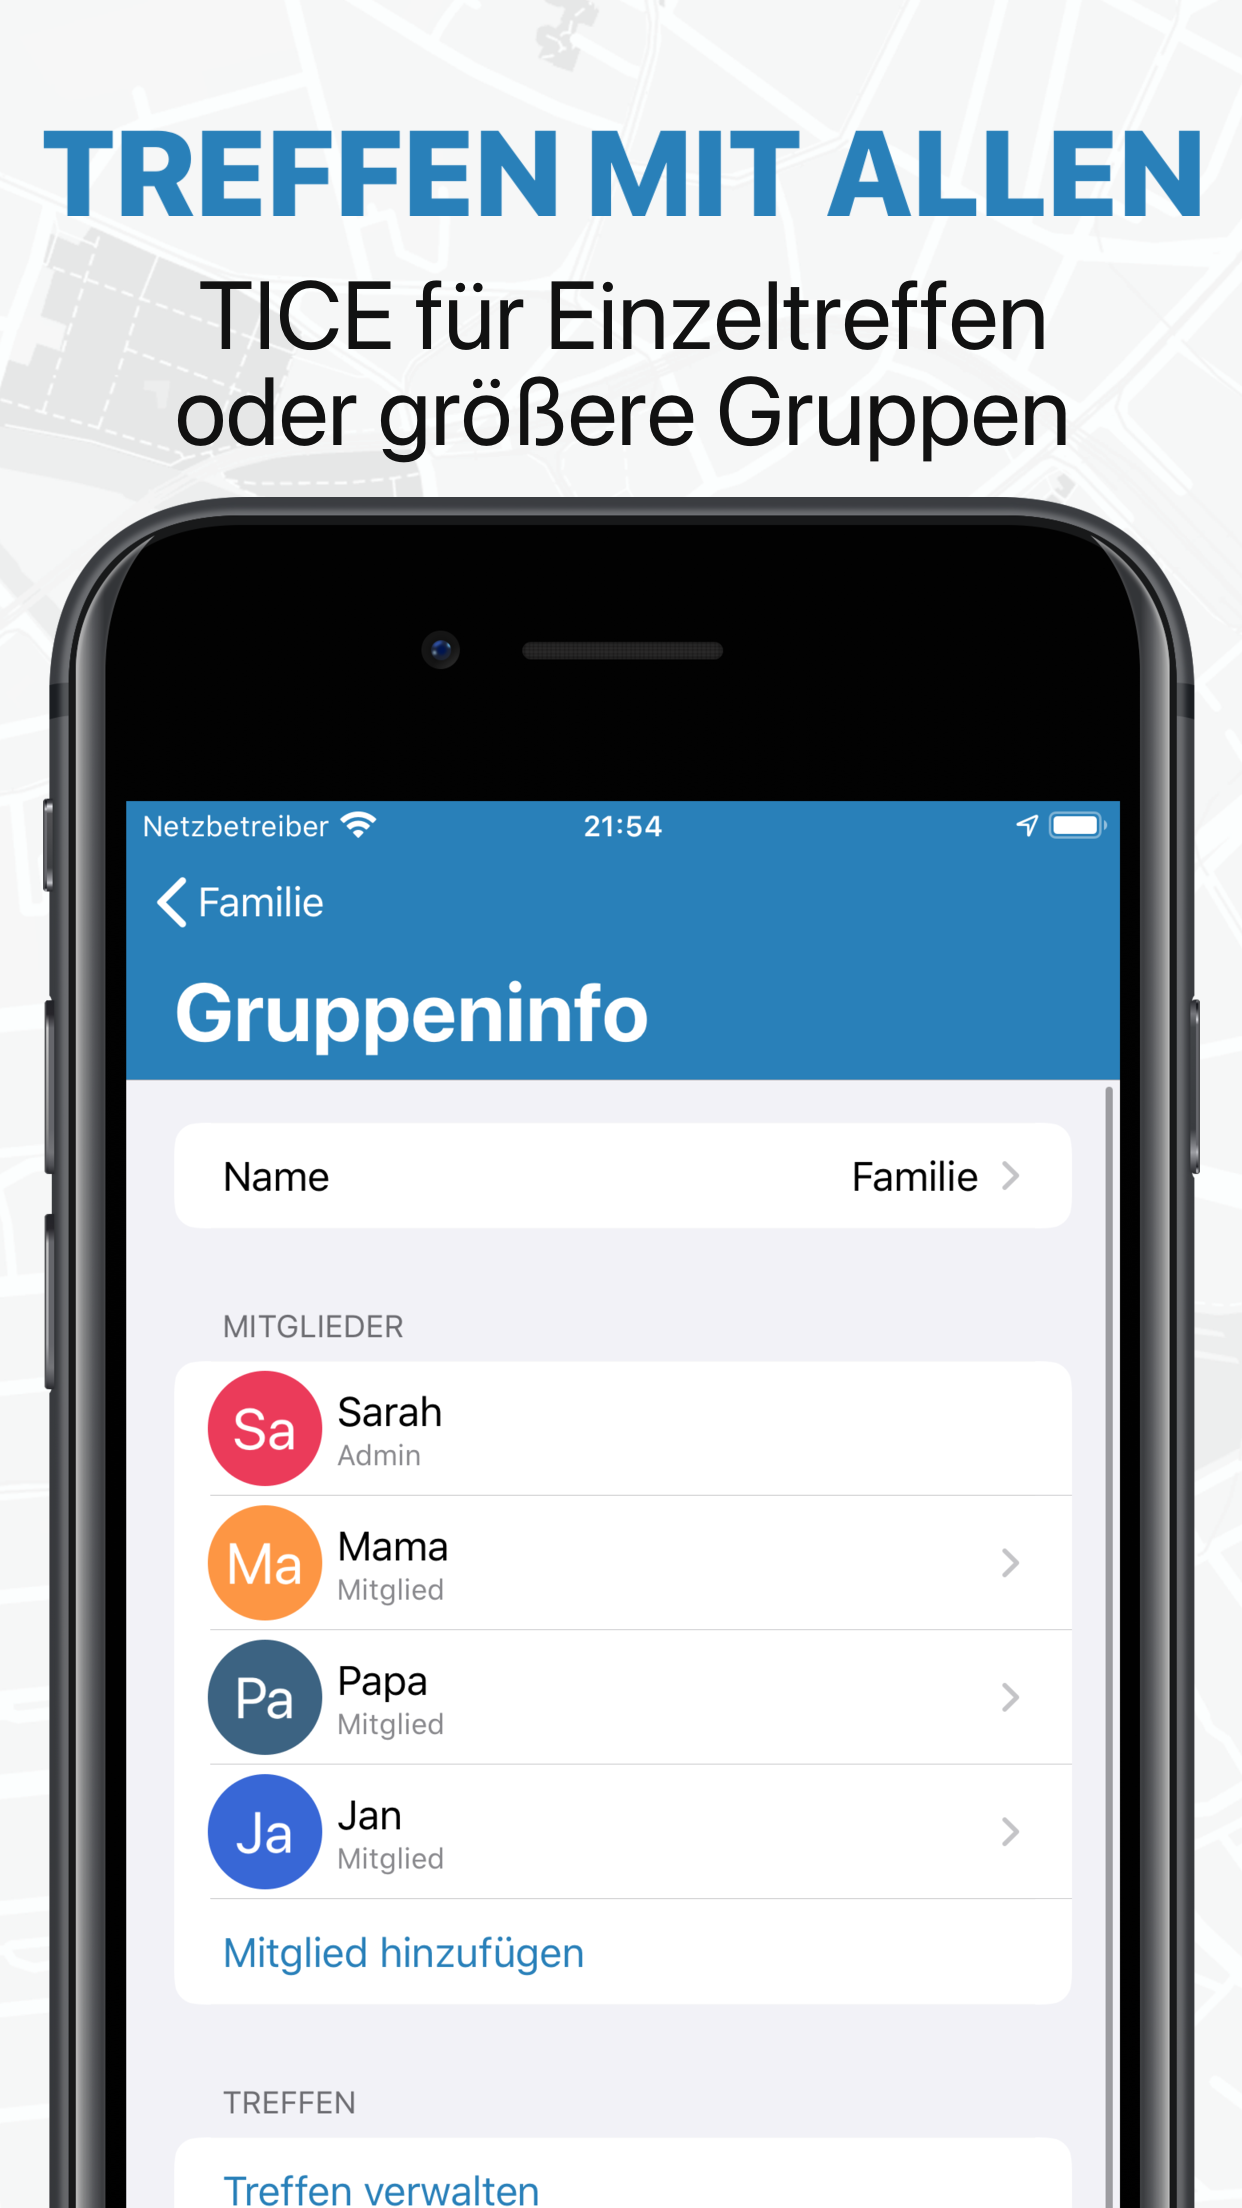 TREFFEN MIT ALLEN
TICE für Einzeltreffen
oder größere Gruppen
Netzbetreiber 21:54
Familie
Gruppeninfo
Name Familie
MITGLIEDER
Sa Sarah
Admin
Ma Mama
Mitglied
Pa Papa
Mitglied
Ja Jan
Mitglied
Mitglied hinzufügen
TREFFEN
Treffen verwalten